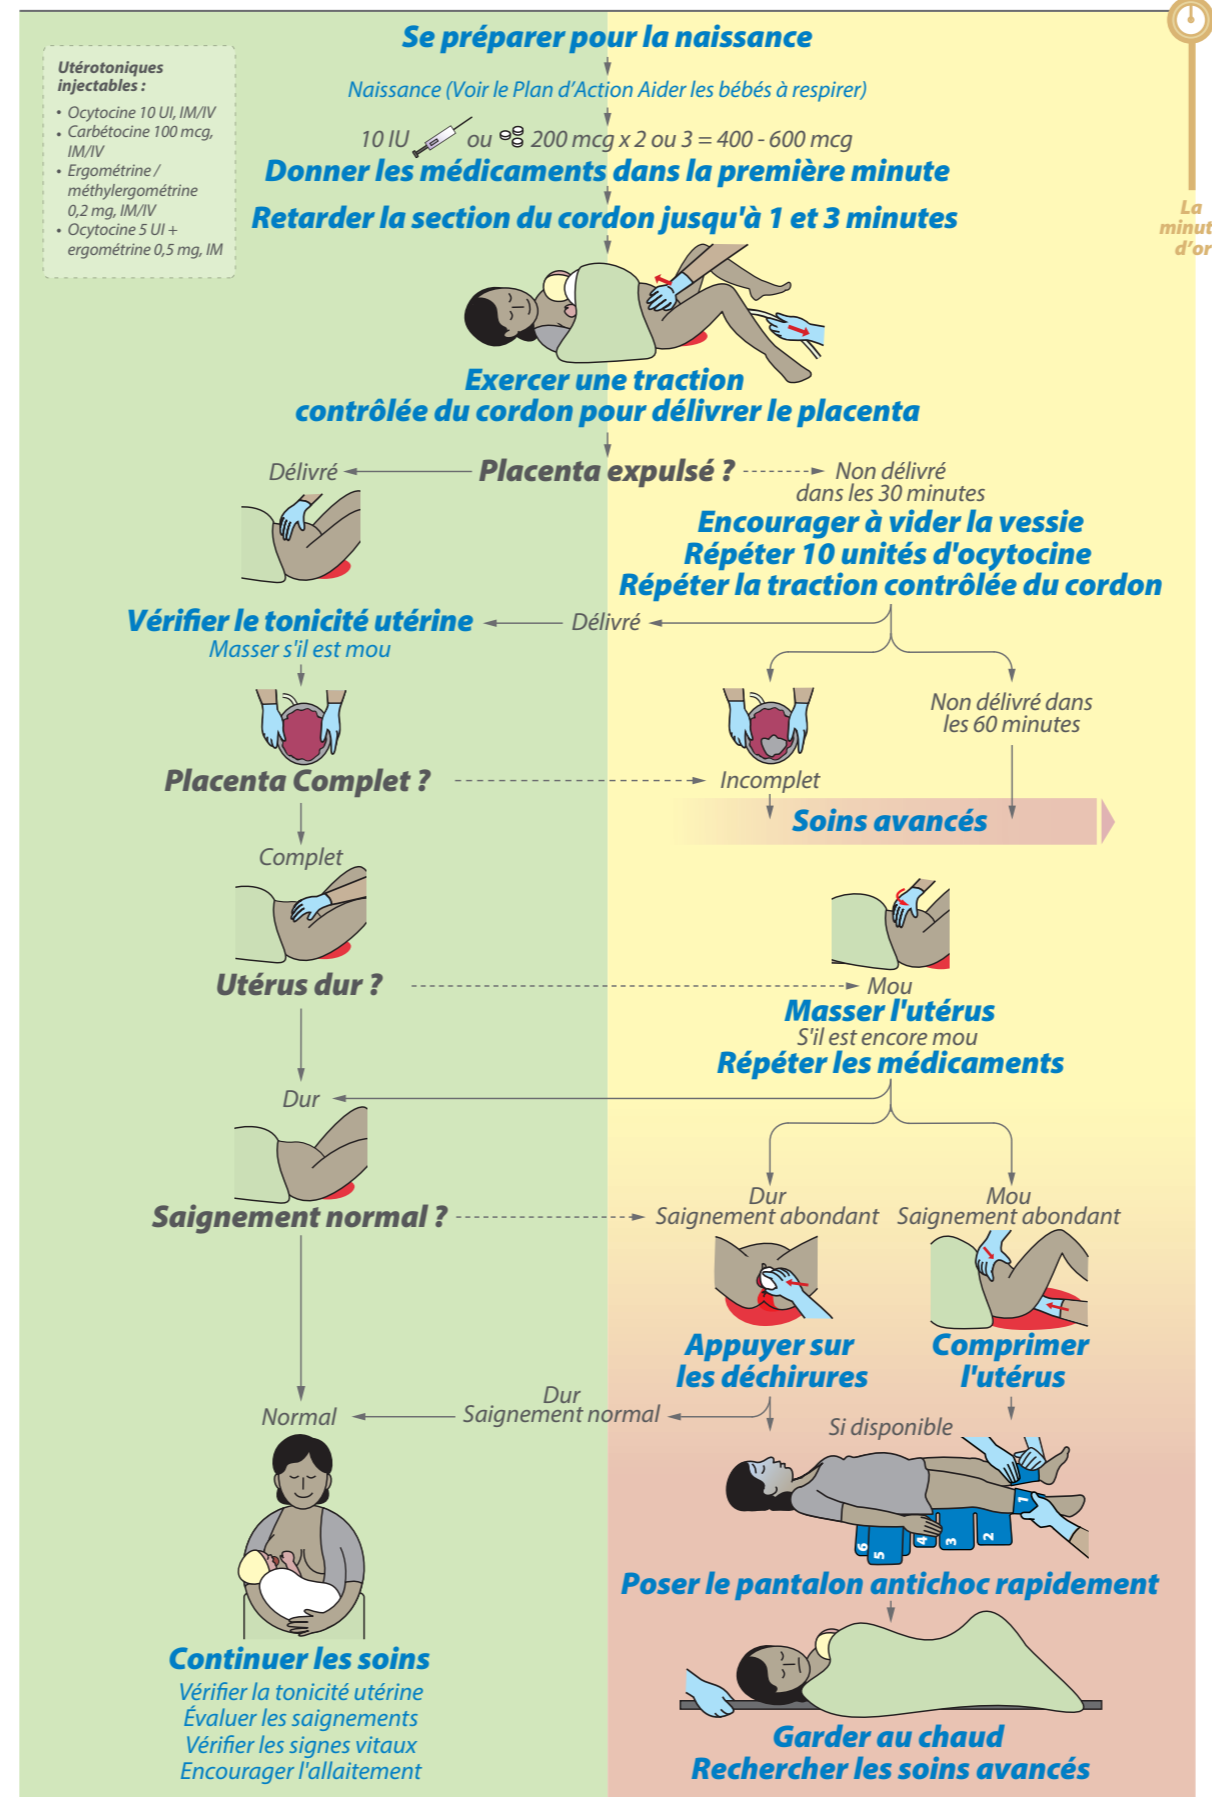 Se préparer pour la naissance
Utérotoniques
injectables :
• Ocytocine 10 UI, IM/IV
• Carbétocine 100 mcg,
IM/IV
• Ergométrine /
méthylergométrine
0,2 mg, IM/IV
• Ocytocine 5 UI +
ergométrine 0,5 mg, IM
Naissance (Voir le Plan d’Action Aider les bébés à respirer)
10 IU ou 200 mcg x 2 ou 3 = 400 - 600 mcg
Donner les médicaments dans la première minute
Retarder la section du cordon jusqu'à 1 et 3 minutes
La
minut
d’or
Exercer une traction
contrôlée du cordon pour délivrer le placenta
Délivré
Placenta expulsé ?
Non délivré
dans les 30 minutes
Encourager à vider la vessie
Répéter 10 unités d'ocytocine
Répéter la traction contrôlée du cordon
Vérifier le tonicité utérine
Masser s'il est mou
Délivré
Non délivré dans
les 60 minutes
Placenta Complet ?
Incomplet
Soins avancés
Complet
Utérus dur ?
Mou
Masser l'utérus
S'il est encore mou
Répéter les médicaments
Dur
Saignement normal ?
Dur
Saignement abondant
Mou
Saignement abondant
Appuyer sur
les déchirures
Comprimer
l'utérus
Dur
Saignement normal
Normal
Si disponible
1
2
3
4
5
6
Poser le pantalon antichoc rapidement
Continuer les soins
Vérifier la tonicité utérine
Évaluer les saignements
Vérifier les signes vitaux
Encourager l'allaitement
Garder au chaud
Rechercher les soins avancés